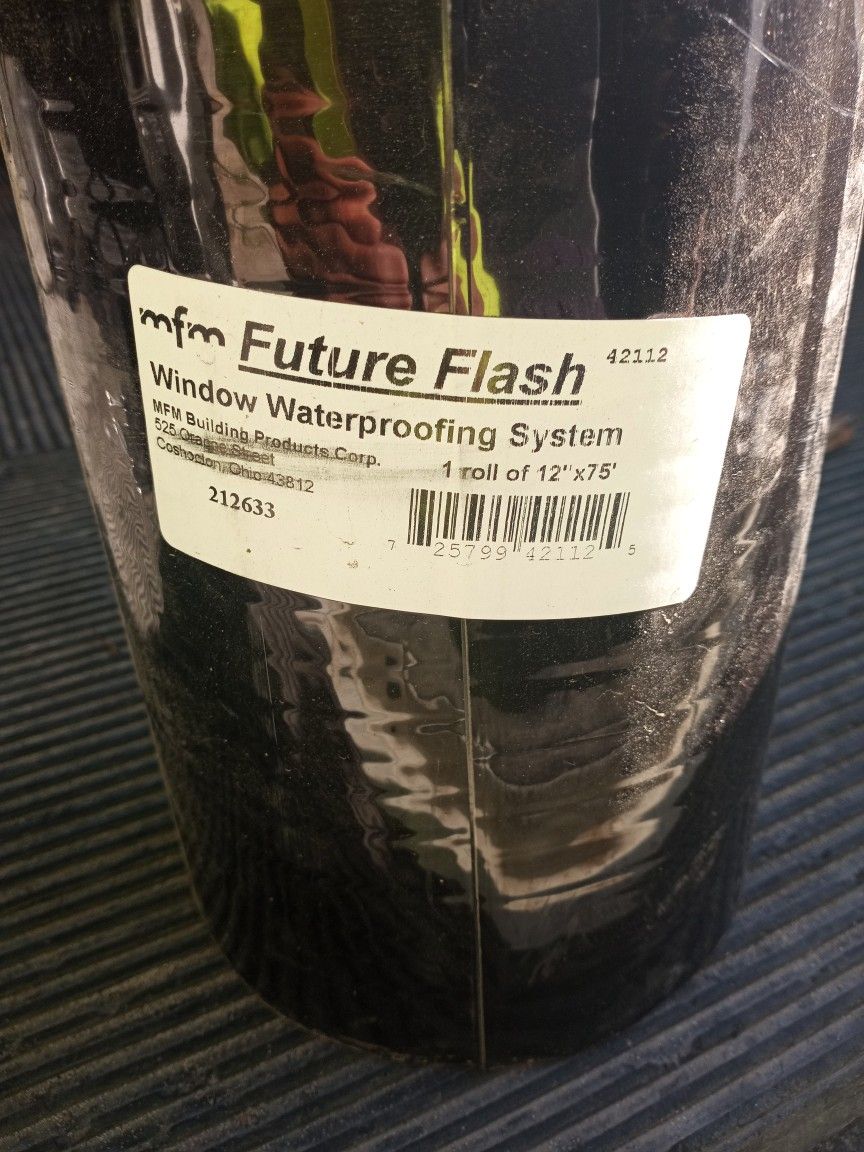 mfm Future Flash 42112
Window Waterproofing System
MFM Building Products Corp.
525 Orange Street
Coshocton, Ohio 43812
1 roll of 12"x75'
212633
7 25799 42112 5